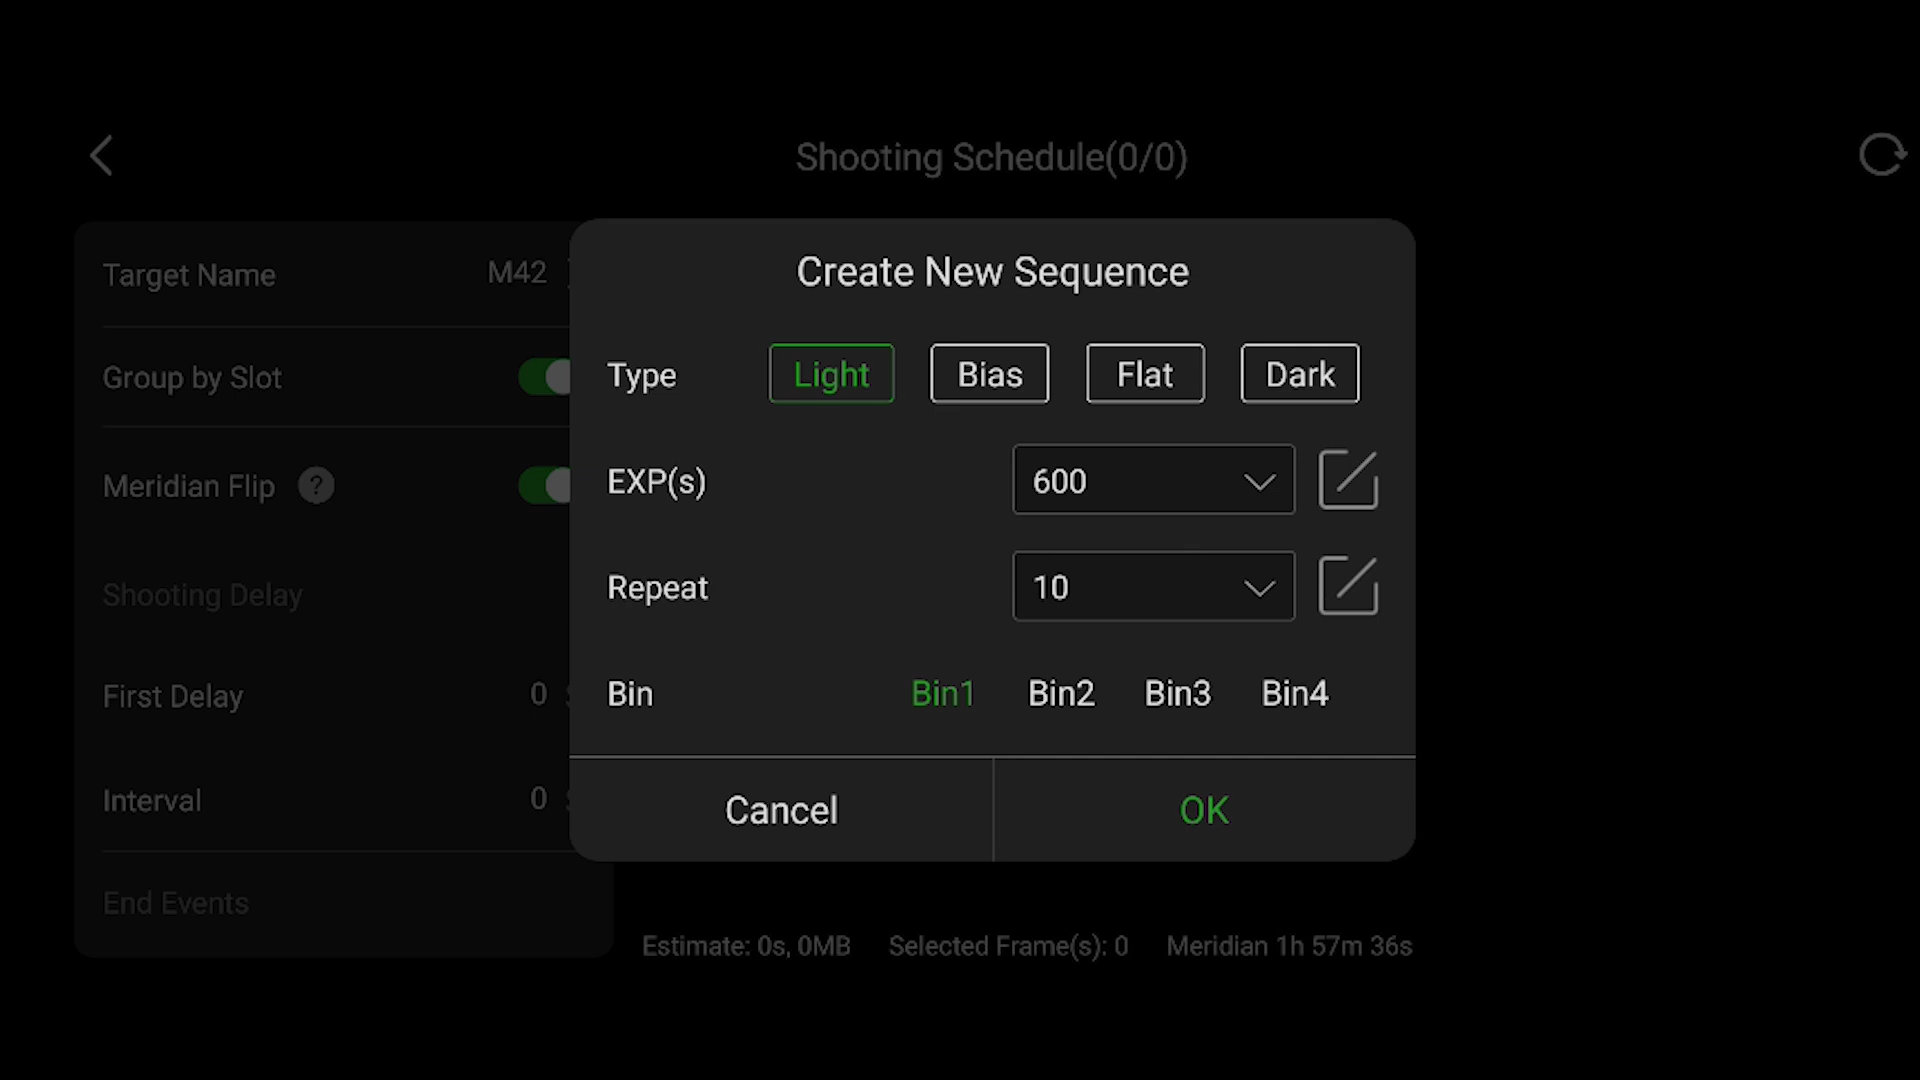 Shooting Schedule(0/0)
Target Name M42
Group by Slot
Meridian Flip ?
Shooting Delay
First Delay 0
Interval 0
End Events
Create New Sequence
Type Light Bias Flat Dark
EXP(s) 600
Repeat 10
Bin Bin1 Bin2 Bin3 Bin4
Cancel OK
Estimate: 0s, 0MB Selected Frame(s): 0 Meridian 1h 57m 36s